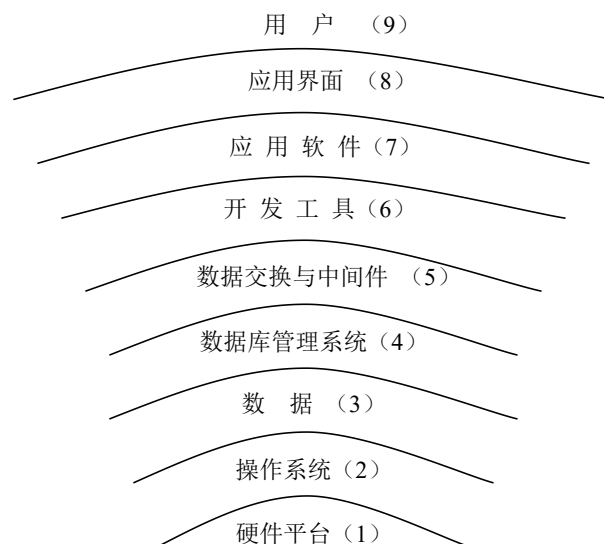 用 户 （9）
应用界面 （8）
应 用 软 件（7）
开 发 工 具（6）
数据交换与中间件 （5）
数据库管理系统（4）
数 据 （3）
操作系统（2）
硬件平台（1）